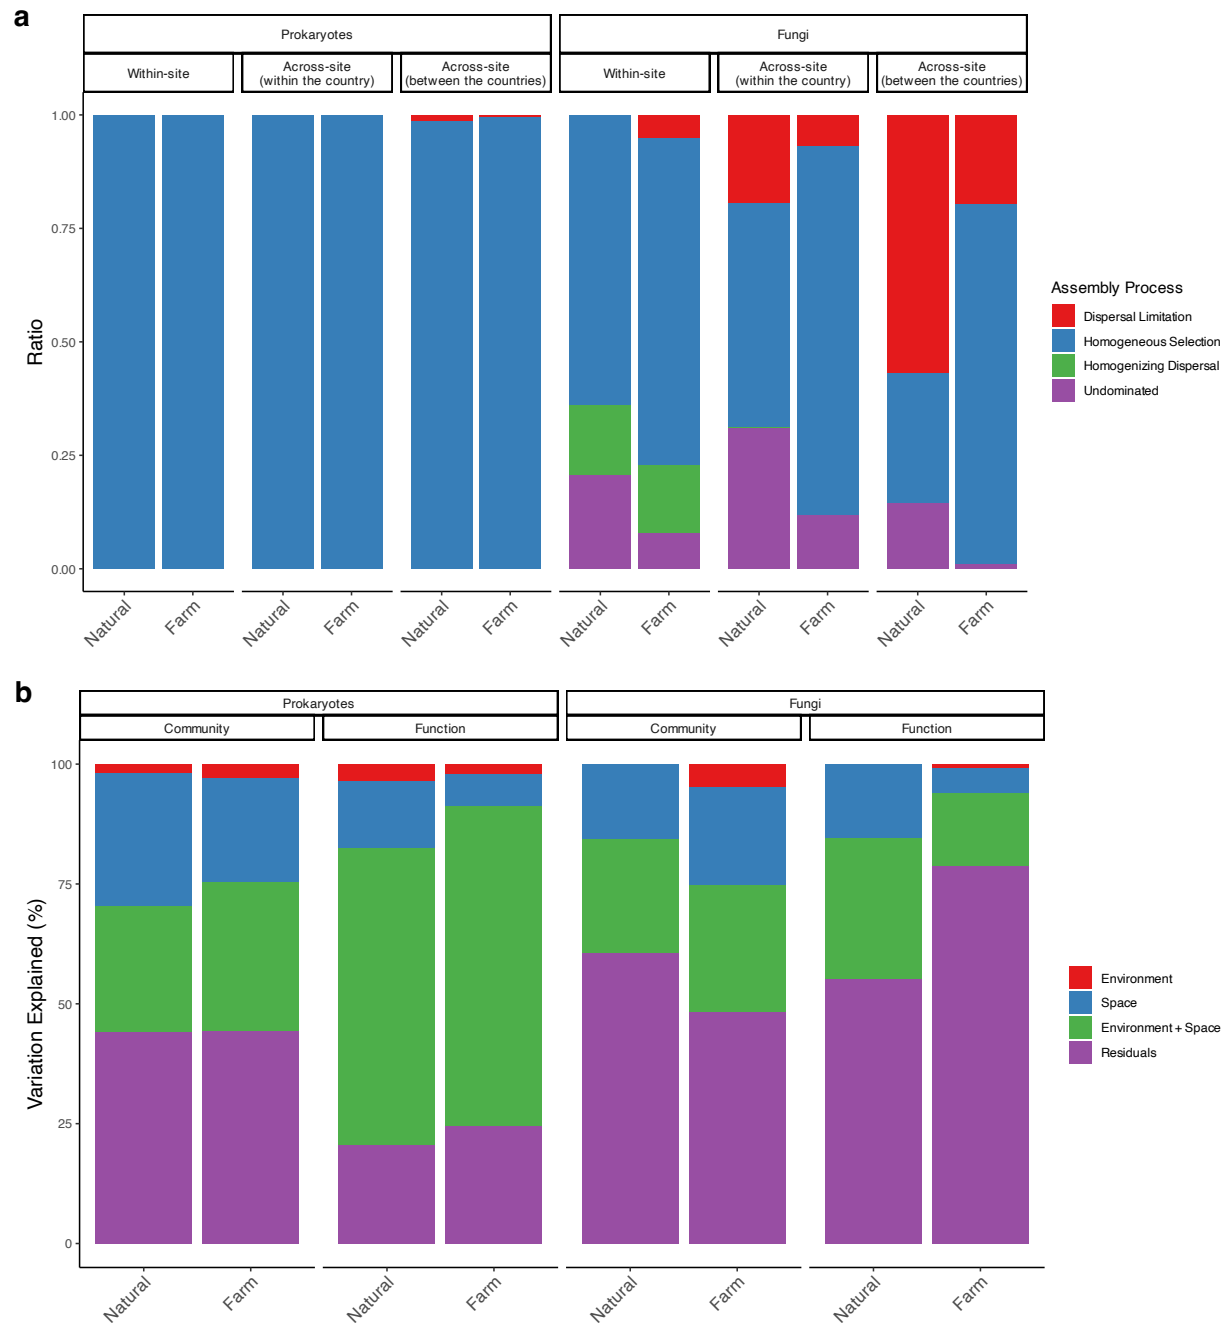 a
Prokaryotes
Fungi
Within-site
Across-site
(within the country)
Across-site
(between the countries)
Within-site
Across-site
(within the country)
Across-site
(between the countries)
Ratio
1.00
0.75
0.50
0.25
0.00
Natural
Farm
Natural
Farm
Natural
Farm
Natural
Farm
Natural
Farm
Natural
Farm
Assembly Process
Dispersal Limitation
Homogeneous Selection
Homogenizing Dispersal
Undominated
b
Prokaryotes
Fungi
Community
Function
Community
Function
Variation Explained (%)
100
75
50
25
0
Natural
Farm
Natural
Farm
Natural
Farm
Natural
Farm
Environment
Space
Environment + Space
Residuals